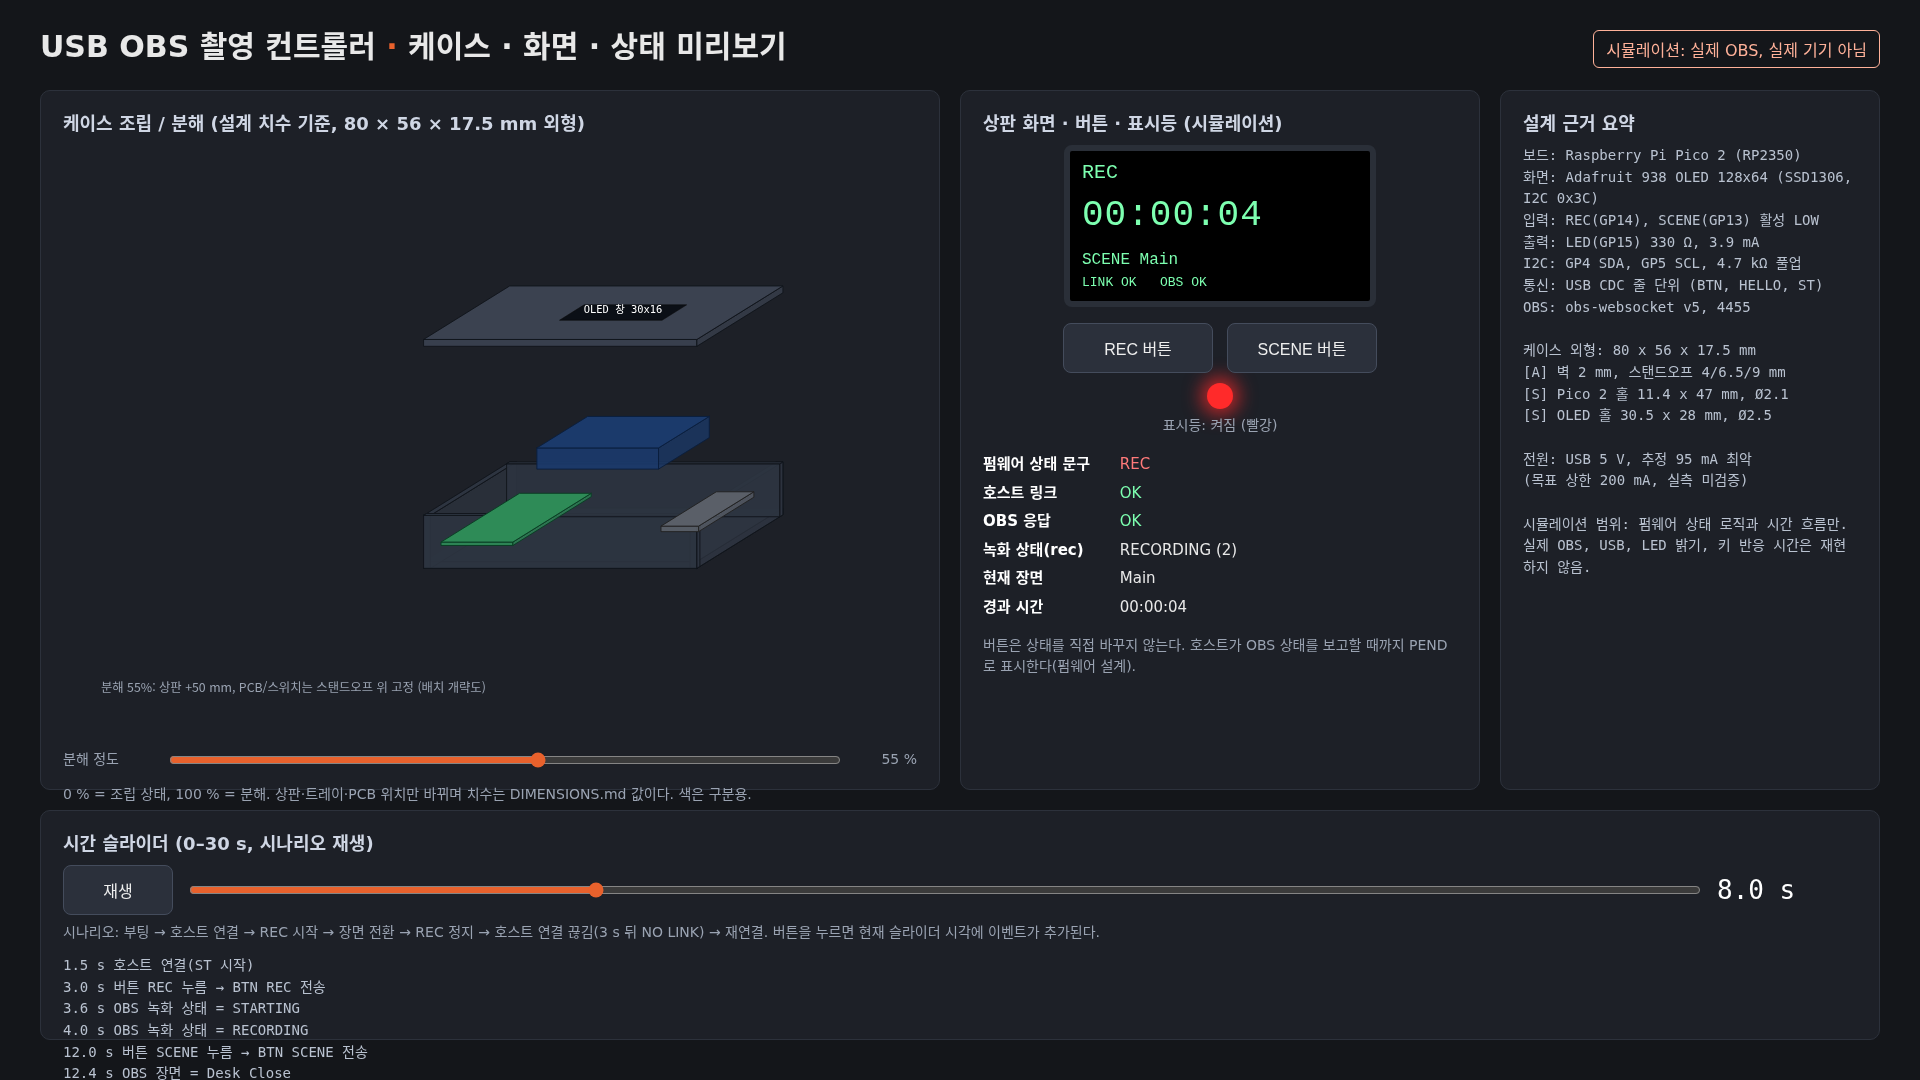 USB OBS 촬영 컨트롤러 · 케이스 · 화면 · 상태 미리보기
시뮬레이션: 실제 OBS, 실제 기기 아님
케이스 조립 / 분해 (설계 치수 기준, 80 × 56 × 17.5 mm 외형)
OLED 창 30x16
분해 55%: 상판 +50 mm, PCB/스위치는 스탠드오프 위 고정 (배치 개략도)
분해 정도
55 %
0 % = 조립 상태, 100 % = 분해. 상판·트레이·PCB 위치만 바뀌며 치수는 DIMENSIONS.md 값이다. 색은 구분용.
상판 화면 · 버튼 · 표시등 (시뮬레이션)
REC
00:00:04
SCENE Main
LINK OK OBS OK
REC 버튼
SCENE 버튼
표시등: 켜짐 (빨강)
펌웨어 상태 문구 REC
호스트 링크 OK
OBS 응답 OK
녹화 상태(rec) RECORDING (2)
현재 장면 Main
경과 시간 00:00:04
버튼은 상태를 직접 바꾸지 않는다. 호스트가 OBS 상태를 보고할 때까지 PEND
로 표시한다(펌웨어 설계).
설계 근거 요약
보드: Raspberry Pi Pico 2 (RP2350)
화면: Adafruit 938 OLED 128x64 (SSD1306,
I2C 0x3C)
입력: REC(GP14), SCENE(GP13) 활성 LOW
출력: LED(GP15) 330 Ω, 3.9 mA
I2C: GP4 SDA, GP5 SCL, 4.7 kΩ 풀업
통신: USB CDC 줄 단위 (BTN, HELLO, ST)
OBS: obs-websocket v5, 4455
케이스 외형: 80 x 56 x 17.5 mm
[A] 벽 2 mm, 스탠드오프 4/6.5/9 mm
[S] Pico 2 홀 11.4 x 47 mm, Ø2.1
[S] OLED 홀 30.5 x 28 mm, Ø2.5
전원: USB 5 V, 추정 95 mA 최악
(목표 상한 200 mA, 실측 미검증)
시뮬레이션 범위: 펌웨어 상태 로직과 시간 흐름만.
실제 OBS, USB, LED 밝기, 키 반응 시간은 재현
하지 않음.
시간 슬라이더 (0–30 s, 시나리오 재생)
재생
8.0 s
시나리오: 부팅 → 호스트 연결 → REC 시작 → 장면 전환 → REC 정지 → 호스트 연결 끊김(3 s 뒤 NO LINK) → 재연결. 버튼을 누르면 현재 슬라이더 시각에 이벤트가 추가된다.
1.5 s 호스트 연결(ST 시작)
3.0 s 버튼 REC 누름 → BTN REC 전송
3.6 s OBS 녹화 상태 = STARTING
4.0 s OBS 녹화 상태 = RECORDING
12.0 s 버튼 SCENE 누름 → BTN SCENE 전송
12.4 s OBS 장면 = Desk Close